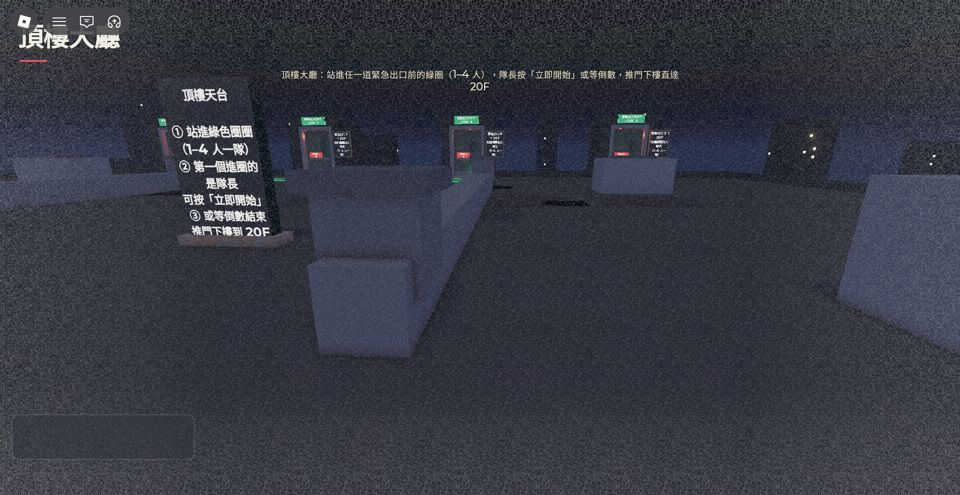 頂樓大廳
頂樓大廳：站進任一道緊急出口前的綠圈（1–4 人），隊長按「立即開始」或等倒數，推門下樓直達
20F
頂樓天台
① 站進綠色圈圈
（1–4 人一隊）
② 第一個進圈的
是隊長
可按「立即開始」
③ 或等倒數結束
推門下樓到 20F